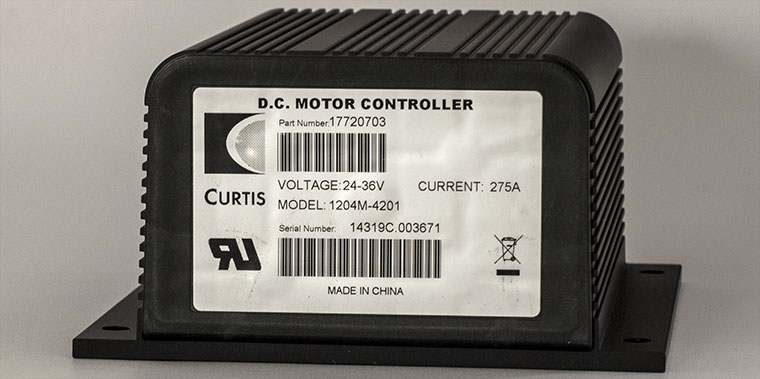 D.C. MOTOR CONTROLLER
Part Number:17720703
VOLTAGE:24-36V CURRENT: 275A
CURTIS
MODEL: 1204M-4201
Serial Number: 14319C.003671
RU
MADE IN CHINA